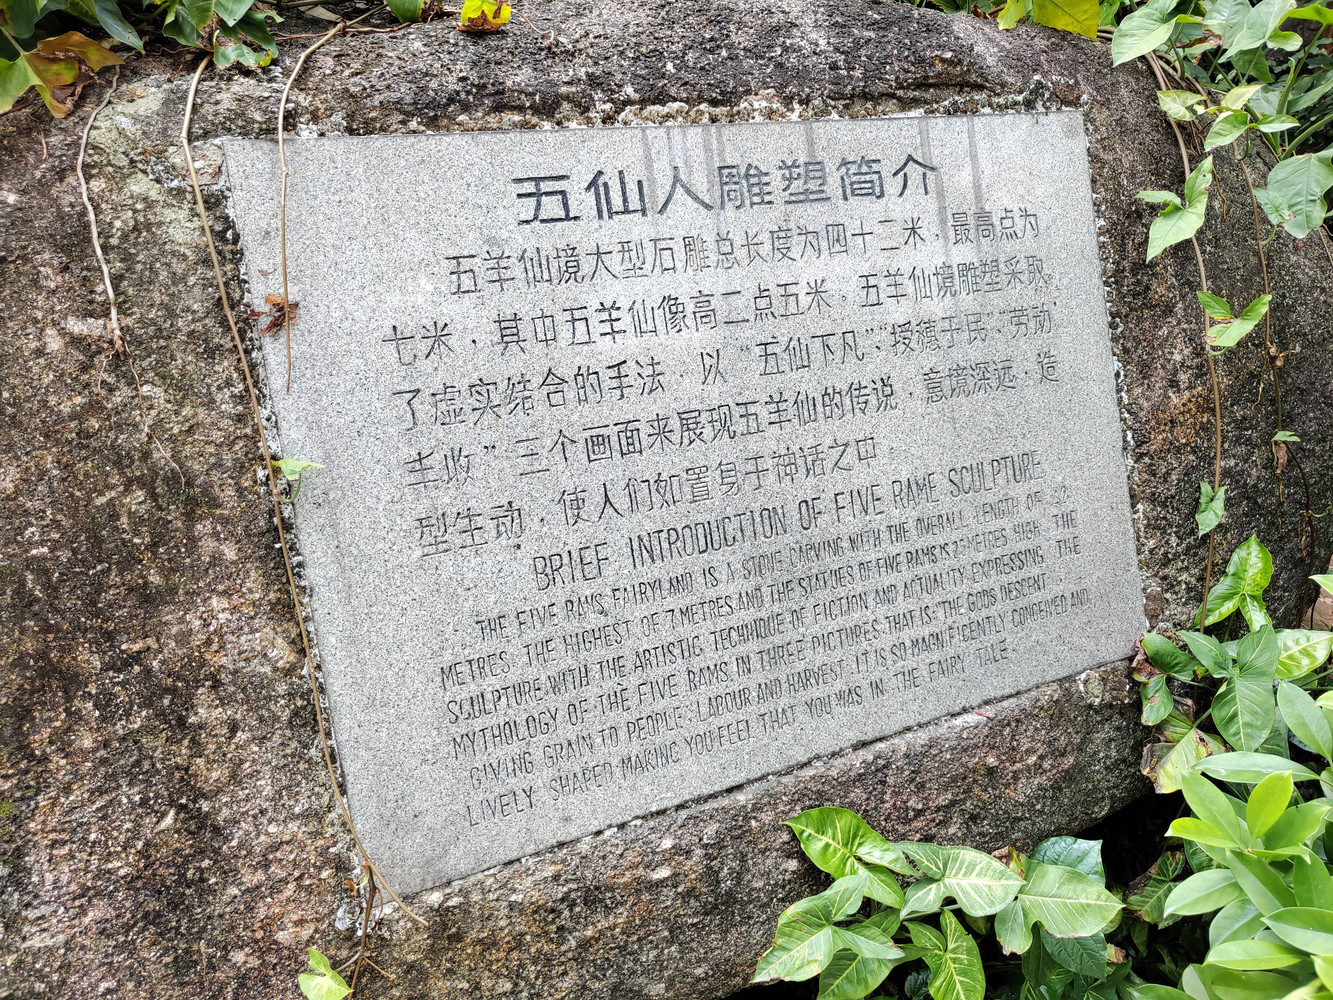 五仙人雕塑简介
五羊仙境大型石雕总长度为四十二米，最高点为
七米，其中五羊仙像高二点五米。五羊仙境雕塑采取
了虚实结合的手法，以“五仙下凡”、“授穗于民”、“劳动
丰收”三个画面来展现五羊仙的传说，意境深远，造
型生动，使人们如置身于神话之中。
BRIEF INTRODUCTION OF FIVE RAME SCULPTURE
THE FIVE RAMS FAIRYLAND IS A STONE CARVING WITH THE OVERALL LENGTH OF 42
METRES THE HIGHEST OF 7 METRES AND THE STATUES OF FIVE RAMS IS 2.5 METRES HIGH THE
SCULPTURE WITH THE ARTISTIC TECHINQUE OF FICTION AND ACTUALITY EXPRESSING THE
MYTHOLOGY OF THE FIVE RAMS IN THREE PICTURES. THAT IS: THE GODS DESCENT
GIVING GRAIN TO PEOPLE: LABOUR AND HARVEST. IT IS SO MAGNIFICENTLY CONCEIVED AND
LIVELY SHAPED MAKING YOU FEEL THAT YOU WAS IN THE FAIRY TALE.